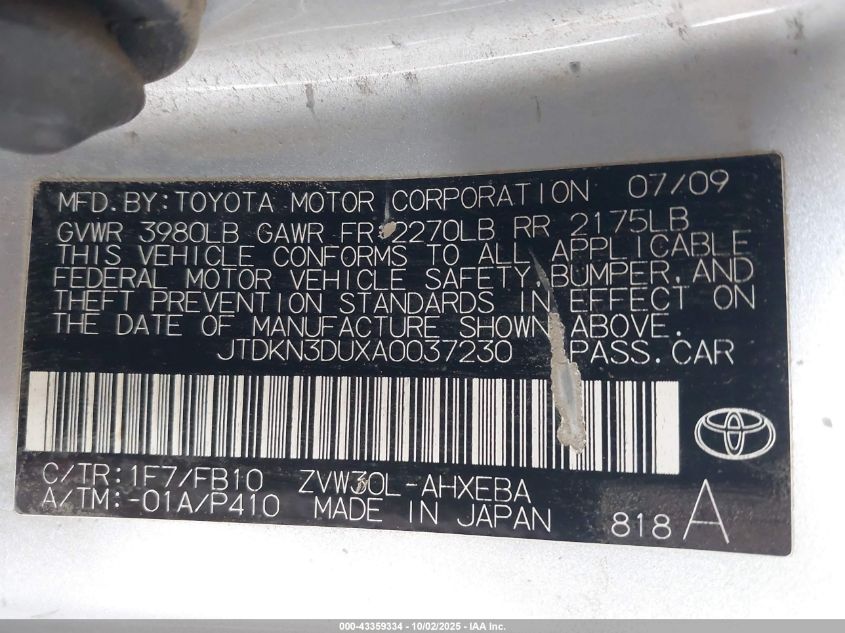 MFD.BY:TOYOTA MOTOR CORPORATION 07/09
GVWR 3980LB GAWR FR 2270LB RR 2175LB
THIS VEHICLE CONFORMS TO ALL APPLICABLE
FEDERAL MOTOR VEHICLE SAFETY,BUMPER,AND
THEFT PREVENTION STANDARDS IN EFFECT ON
THE DATE OF MANUFACTURE SHOWN ABOVE.
JTDKN3DUXA0037230 PASS.CAR
C/TR:1F7/FB10 ZVW30L-AHXEBA
A/TM:-01A/P410 MADE IN JAPAN
818 A
000-43359334 - 10/02/2025 - IAA Inc.